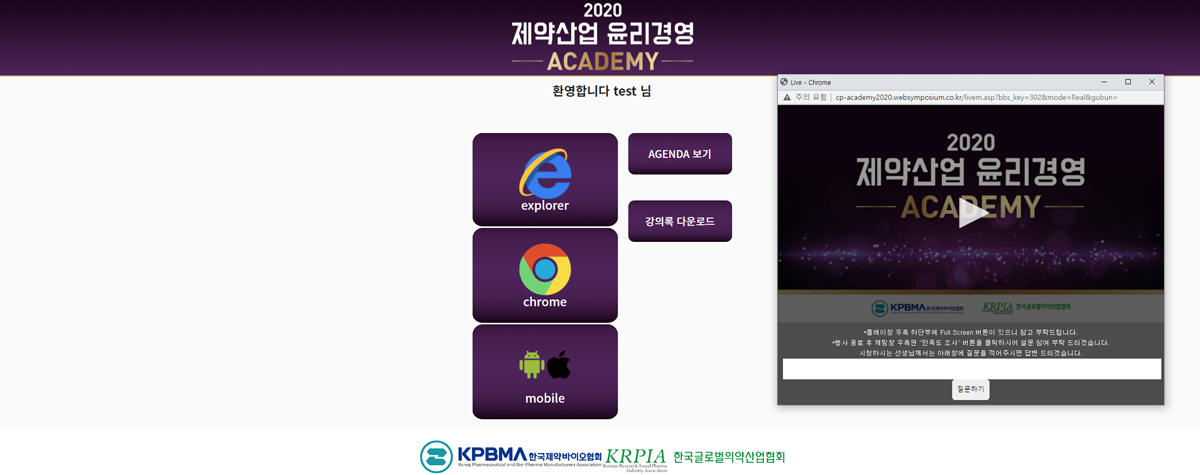 2020
제약산업 윤리경영
ACADEMY
환영합니다 test 님
explorer
chrome
mobile
AGENDA 보기
강의록 다운로드
Live - Chrome
주의 요함 | cp-academy2020.websymposium.co.kr/livem.asp?bbs_key=302&mode=Real&gubun=
2020
제약산업 윤리경영
ACADEMY
KPBMA 한국제약바이오협회
KRPIA 한국글로벌의약산업협회
*플레이창 우측 하단부에 Full Screen 버튼이 있으니 참고 부탁드립니다.
*행사 종료 후 채팅창 우측편 "만족도 조사" 버튼을 클릭하시어 설문 참여 부탁 드리겠습니다.
시청하시는 선생님께서는 아래창에 질문을 적어주시면 답변 드리겠습니다.
질문하기
KPBMA 한국제약바이오협회
Korea Pharmaceutical and Bio-Pharma Manufacturers Association
KRPIA 한국글로벌의약산업협회
Korean Research-based Pharma
Industry Association